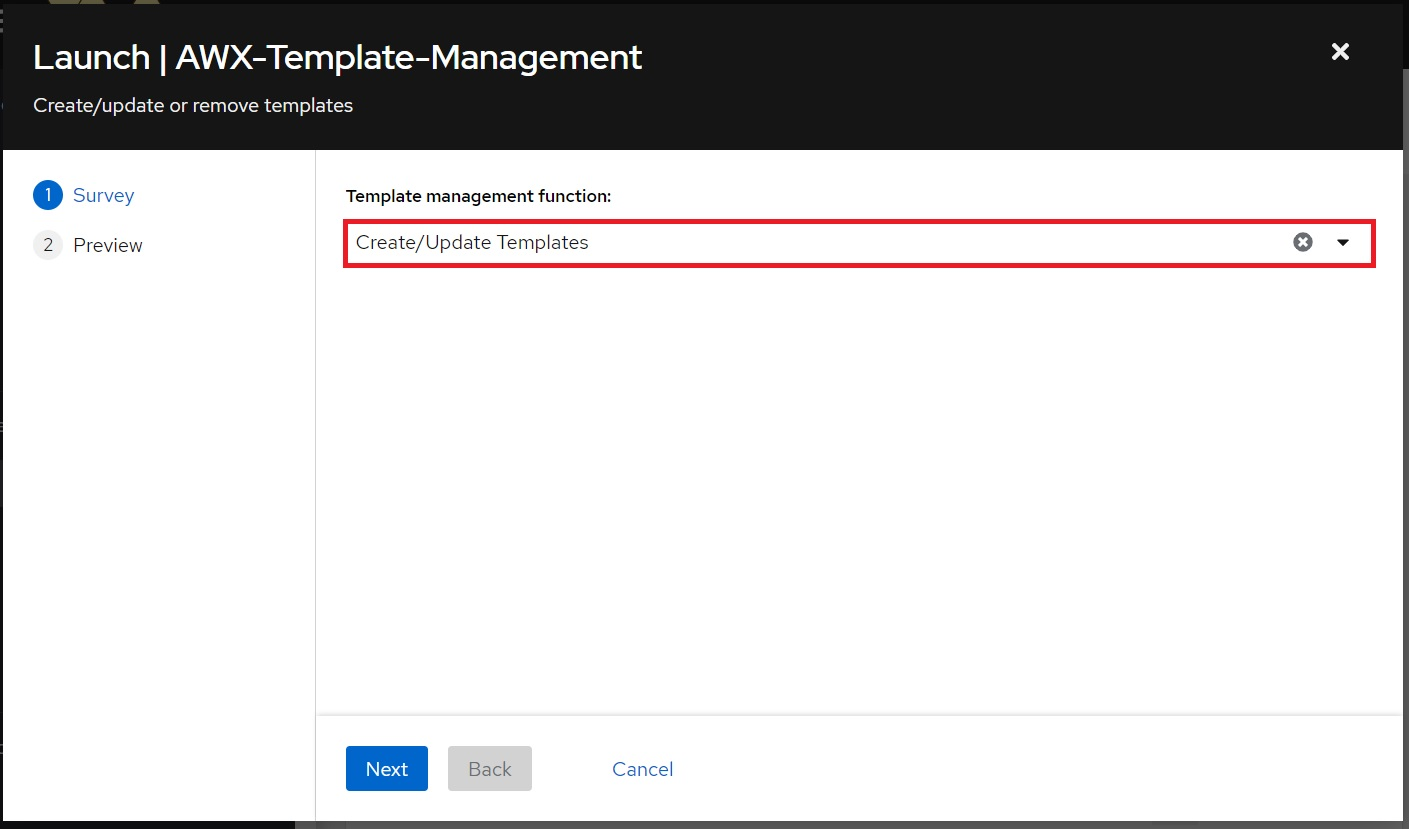 Launch | AWX-Template-Management
Create/update or remove templates
1 Survey
2 Preview
Template management function:
Create/Update Templates
Next
Back
Cancel